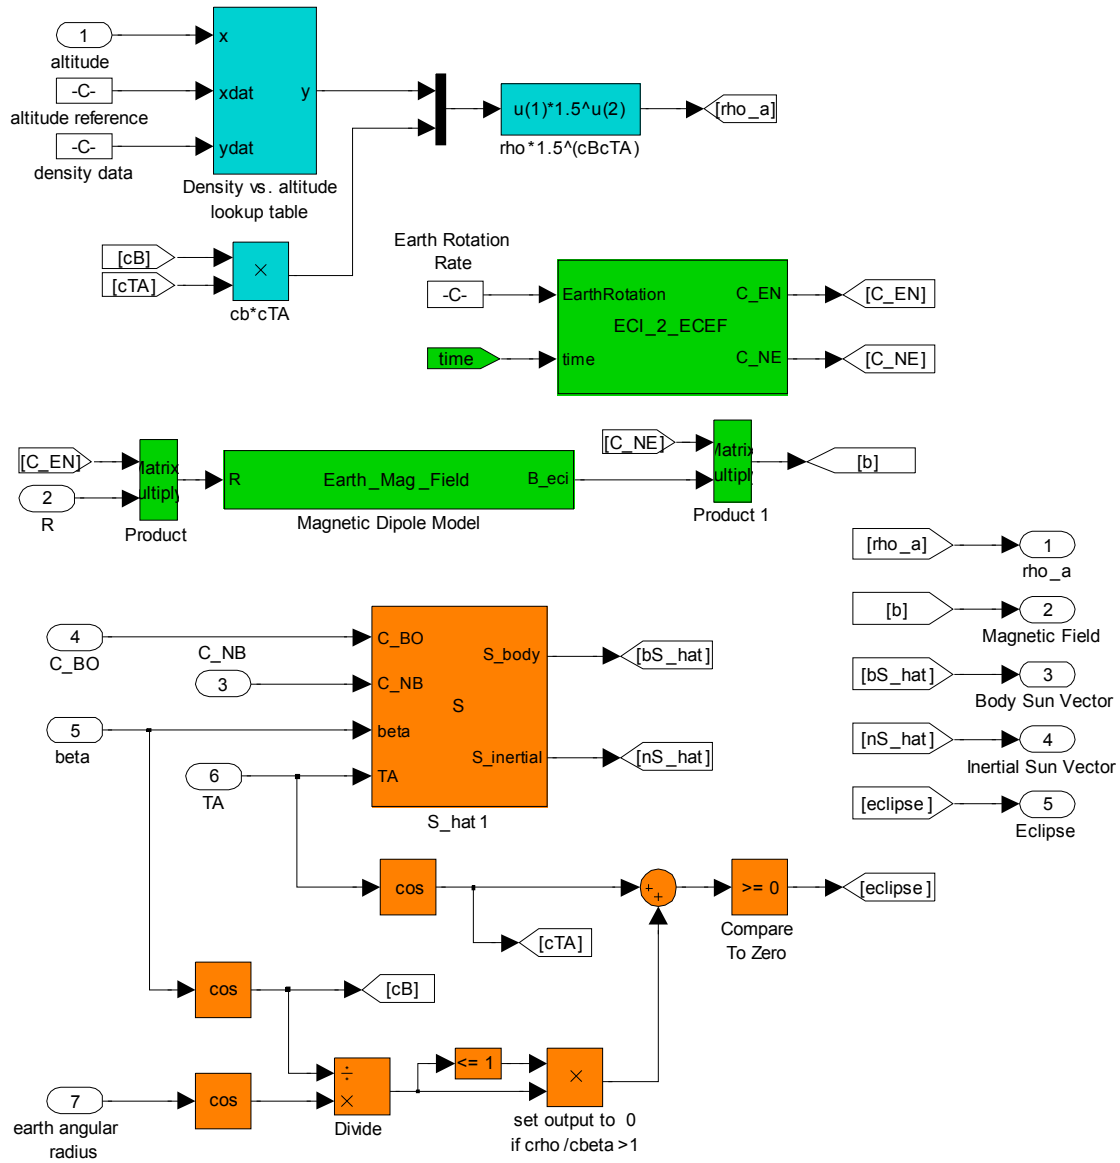 1
altitude
-C-
altitude reference
-C-
density data
x
xdat
ydat
y
Density vs. altitude
lookup table
u(1)*1.5^u(2)
rho*1.5^(cBcTA)
[rho_a]
[cB]
[cTA]
×
cb*cTA
Earth Rotation
Rate
-C-
time
EarthRotation
C_EN
ECI_2_ECEF
time
C_NE
[C_EN]
[C_NE]
[C_EN]
2
R
Matrix
Multiply
Product
R
Earth_Mag_Field
B_eci
Magnetic Dipole Model
[C_NE]
Matrix
Multiply
Product 1
[b]
[rho_a]
1
rho_a
[b]
2
Magnetic Field
[bS_hat]
3
Body Sun Vector
[nS_hat]
4
Inertial Sun Vector
[eclipse]
5
Eclipse
4
C_BO
C_NB
3
5
beta
6
TA
C_BO
S_body
C_NB
S
beta
S_inertial
TA
S_hat 1
[bS_hat]
[nS_hat]
cos
[cTA]
+
+
>= 0
Compare
To Zero
[eclipse]
cos
[cB]
7
earth angular
radius
cos
÷
×
Divide
<= 1
×
set output to 0
if crho/cbeta >1